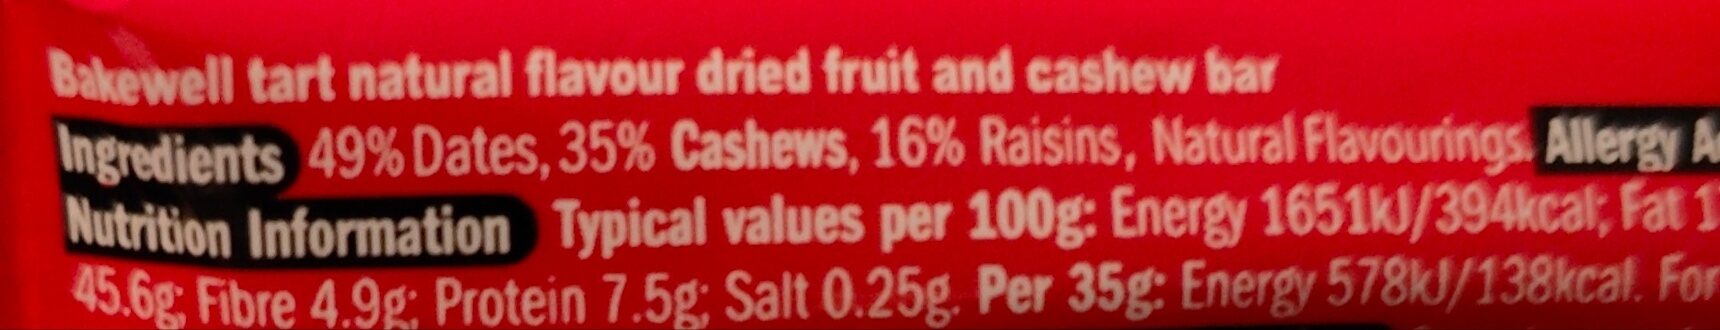 Bakewell tart natural flavour dried fruit and cashew bar
Ingredients 49% Dates, 35% Cashews, 16% Raisins, Natural Flavourings. Allergy
Nutrition Information Typical values per 100g: Energy 1651kJ/394kcal; Fat 1
45.6g; Fibre 4.9g; Protein 7.5g; Salt 0.25g. Per 35g: Energy 578kJ/138kcal. For